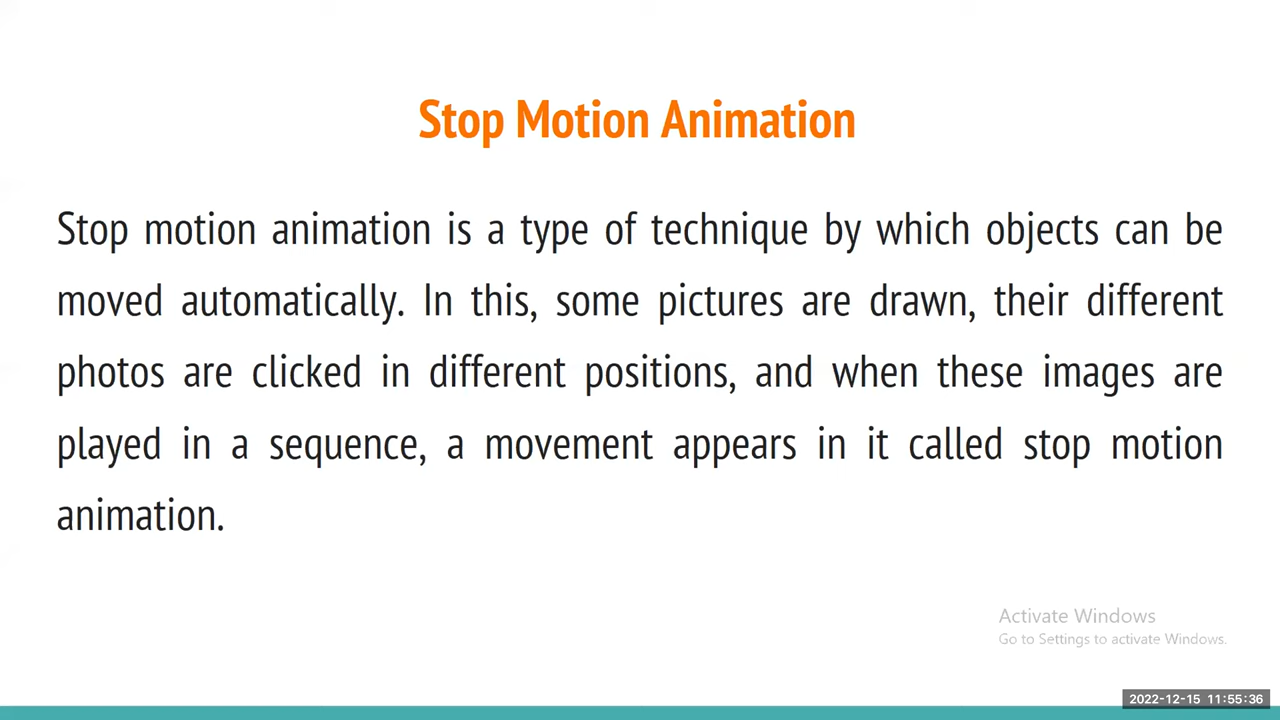 Stop Motion Animation
Stop motion animation is a type of technique by which objects can be
moved automatically. In this, some pictures are drawn, their different
photos are clicked in different positions, and when these images are
played in a sequence, a movement appears in it called stop motion
animation.
Activate Windows
Go to Settings to activate Windows.
2022-12-15 11:55:36